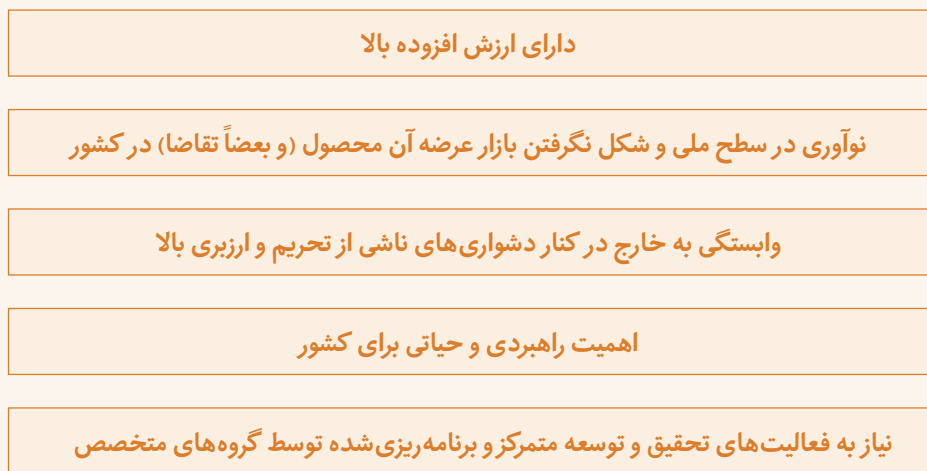 دارای ارزش افزوده بالا
نوآوری در سطح ملی و شکل نگرفتن بازار عرضه آن محصول (و بعضاً تقاضا) در کشور
وابستگی به خارج در کنار دشواری‌های ناشی از تحریم و ارزبری بالا
اهمیت راهبردی و حیاتی برای کشور
نیاز به فعالیت‌های تحقیق و توسعه متمرکز و برنامه‌ریزی‌شده توسط گروه‌های متخصص